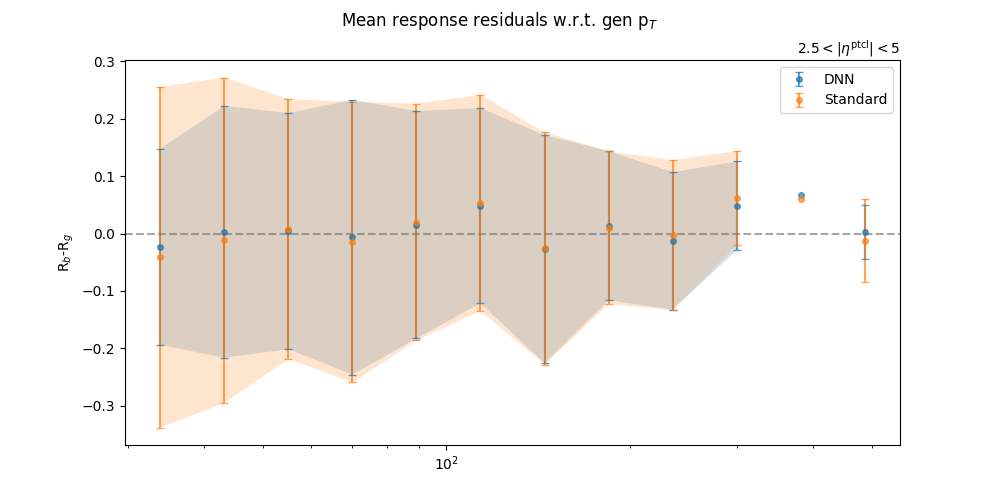 Mean response residuals w.r.t. gen p_T
2.5 < |η^ptcl| < 5
DNN
Standard
R_b-R_g
0.3
0.2
0.1
0.0
−0.1
−0.2
−0.3
10^2